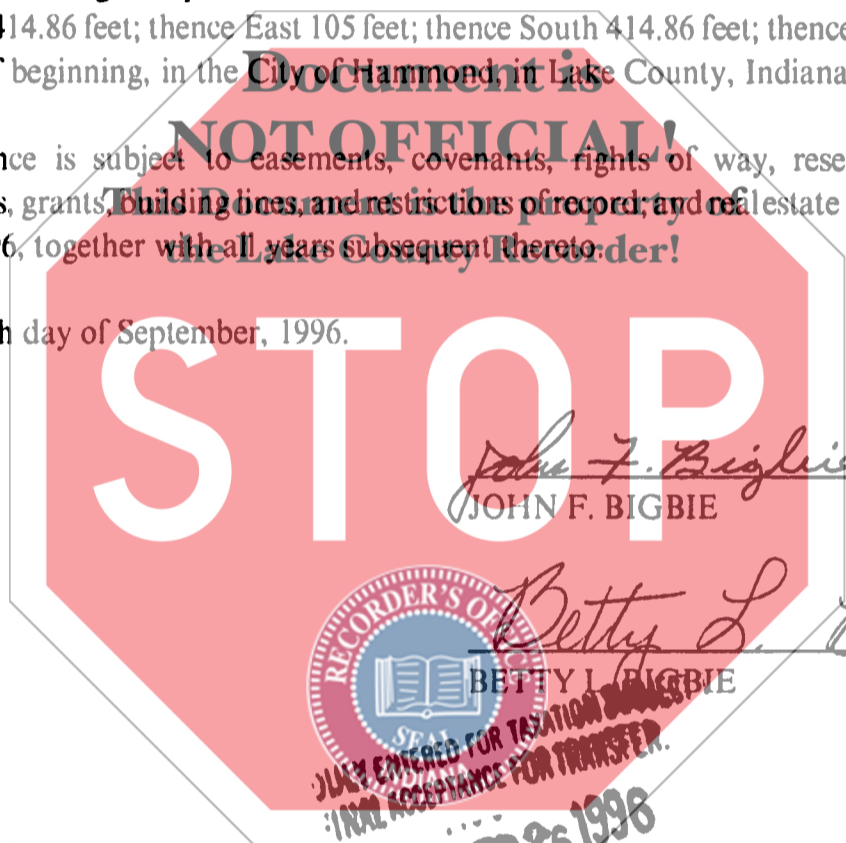 414.86 feet; thence East 105 feet; thence South 414.86 feet; thence
beginning, in the City of Hammond, in Lake County, Indiana
Document is
NOT OFFICIAL!
This Document is the property of
the Lake County Recorder!
is subject to easements, covenants, rights of way,
grants, building lines, and restrictions of record; and real estate
together with all years subsequent thereto.
day of September, 1996.
STOP
John F. Bigbie
JOHN F. BIGBIE
Betty L.
BETTY L. BIGBIE
RECORDER'S OFFICE
SEAL
INDIANA
ENTERED FOR TAXATION SUBJECT
ACCEPTANCE FOR TRANSFER.
1996